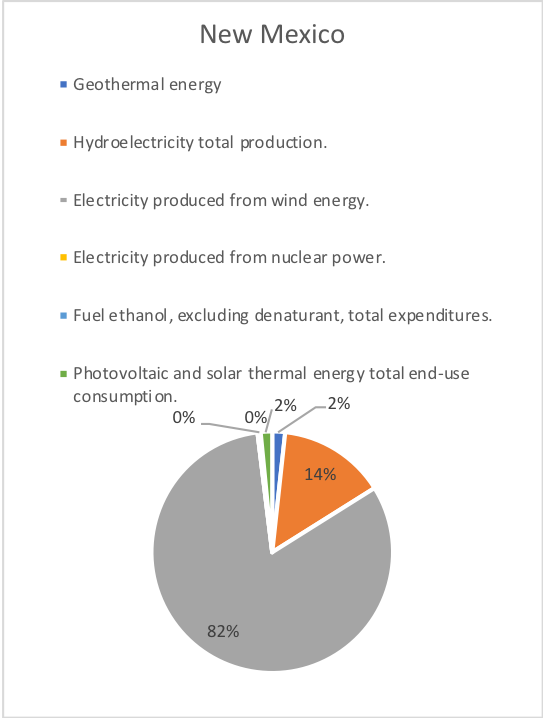 New Mexico
Geothermal energy
Hydroelectricity total production.
Electricity produced from wind energy.
Electricity produced from nuclear power.
Fuel ethanol, excluding denaturant, total expenditures.
Photovoltaic and solar thermal energy total end-use
consumption.
0%
0%
2%
2%
14%
82%